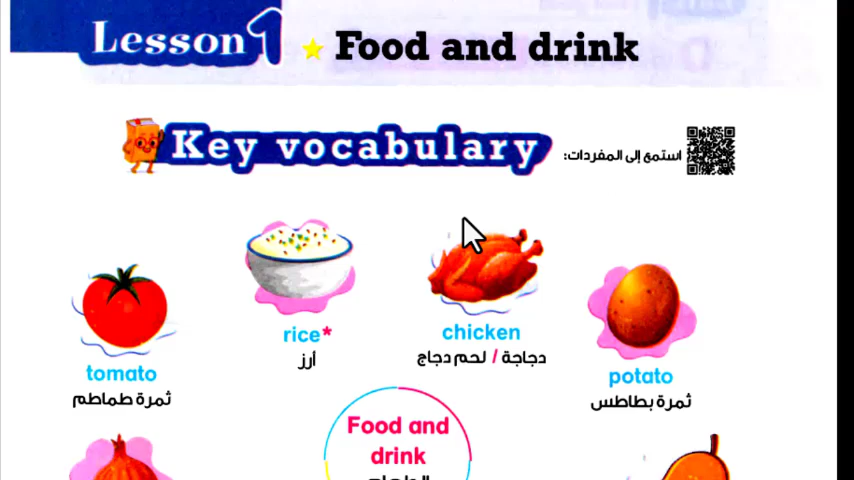 Lesson 1
Food and drink
Key vocabulary
استمع إلى المفردات:
rice*
أرز
chicken
دجاجة / لحم دجاج
tomato
ثمرة طماطم
potato
ثمرة بطاطس
Food and
drink